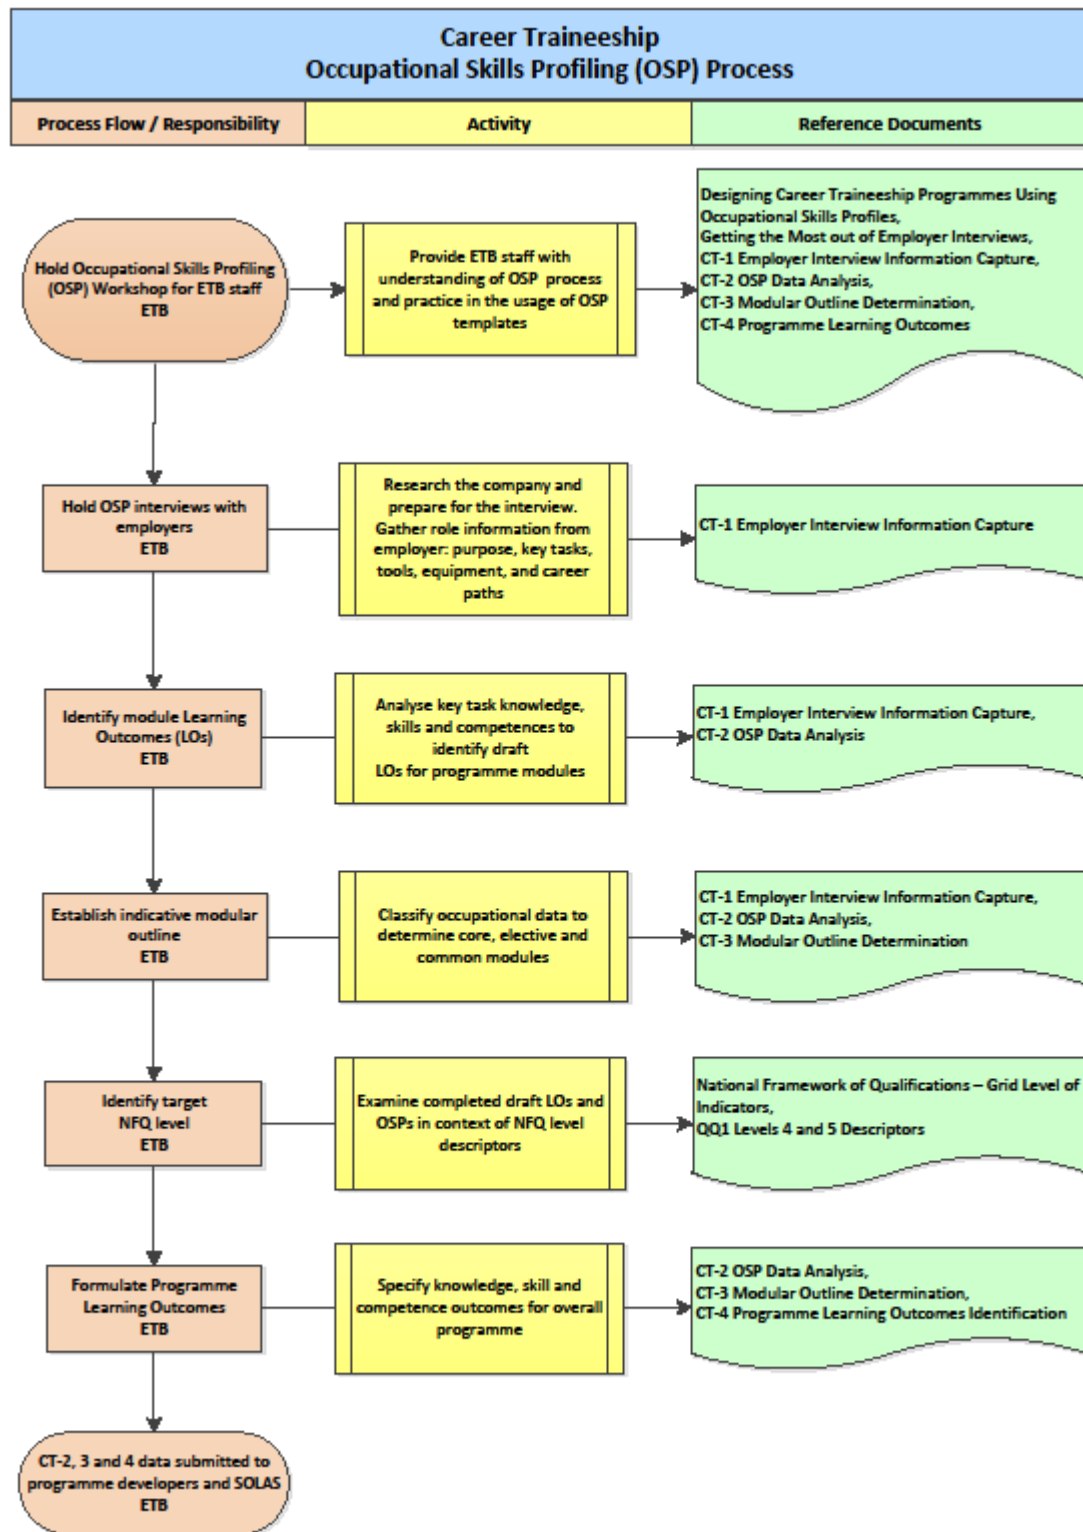 Career Traineeship
Occupational Skills Profiling (OSP) Process
Process Flow / Responsibility
Activity
Reference Documents
Hold Occupational Skills Profiling
(OSP) Workshop for ETB staff
ETB
Provide ETB staff with
understanding of OSP process
and practice in the usage of OSP
templates
Designing Career Traineeship Programmes Using
Occupational Skills Profiles,
Getting the Most out of Employer Interviews,
CT-1 Employer Interview Information Capture,
CT-2 OSP Data Analysis,
CT-3 Modular Outline Determination,
CT-4 Programme Learning Outcomes
Hold OSP interviews with
employers
ETB
Research the company and
prepare for the interview.
Gather role information from
employer: purpose, key tasks,
tools, equipment, and career
paths
CT-1 Employer Interview Information Capture
Identify module Learning
Outcomes (LOs)
ETB
Analyse key task knowledge,
skills and competences to
identify draft
LOs for programme modules
CT-1 Employer Interview Information Capture,
CT-2 OSP Data Analysis
Establish indicative modular
outline
ETB
Classify occupational data to
determine core, elective and
common modules
CT-1 Employer Interview Information Capture,
CT-2 OSP Data Analysis,
CT-3 Modular Outline Determination
Identify target
NFQ level
ETB
Examine completed draft LOs and
OSPs in context of NFQ level
descriptors
National Framework of Qualifications – Grid Level of
Indicators,
QQ1 Levels 4 and 5 Descriptors
Formulate Programme
Learning Outcomes
ETB
Specify knowledge, skill and
competence outcomes for overall
programme
CT-2 OSP Data Analysis,
CT-3 Modular Outline Determination,
CT-4 Programme Learning Outcomes Identification
CT-2, 3 and 4 data submitted to
programme developers and SOLAS
ETB